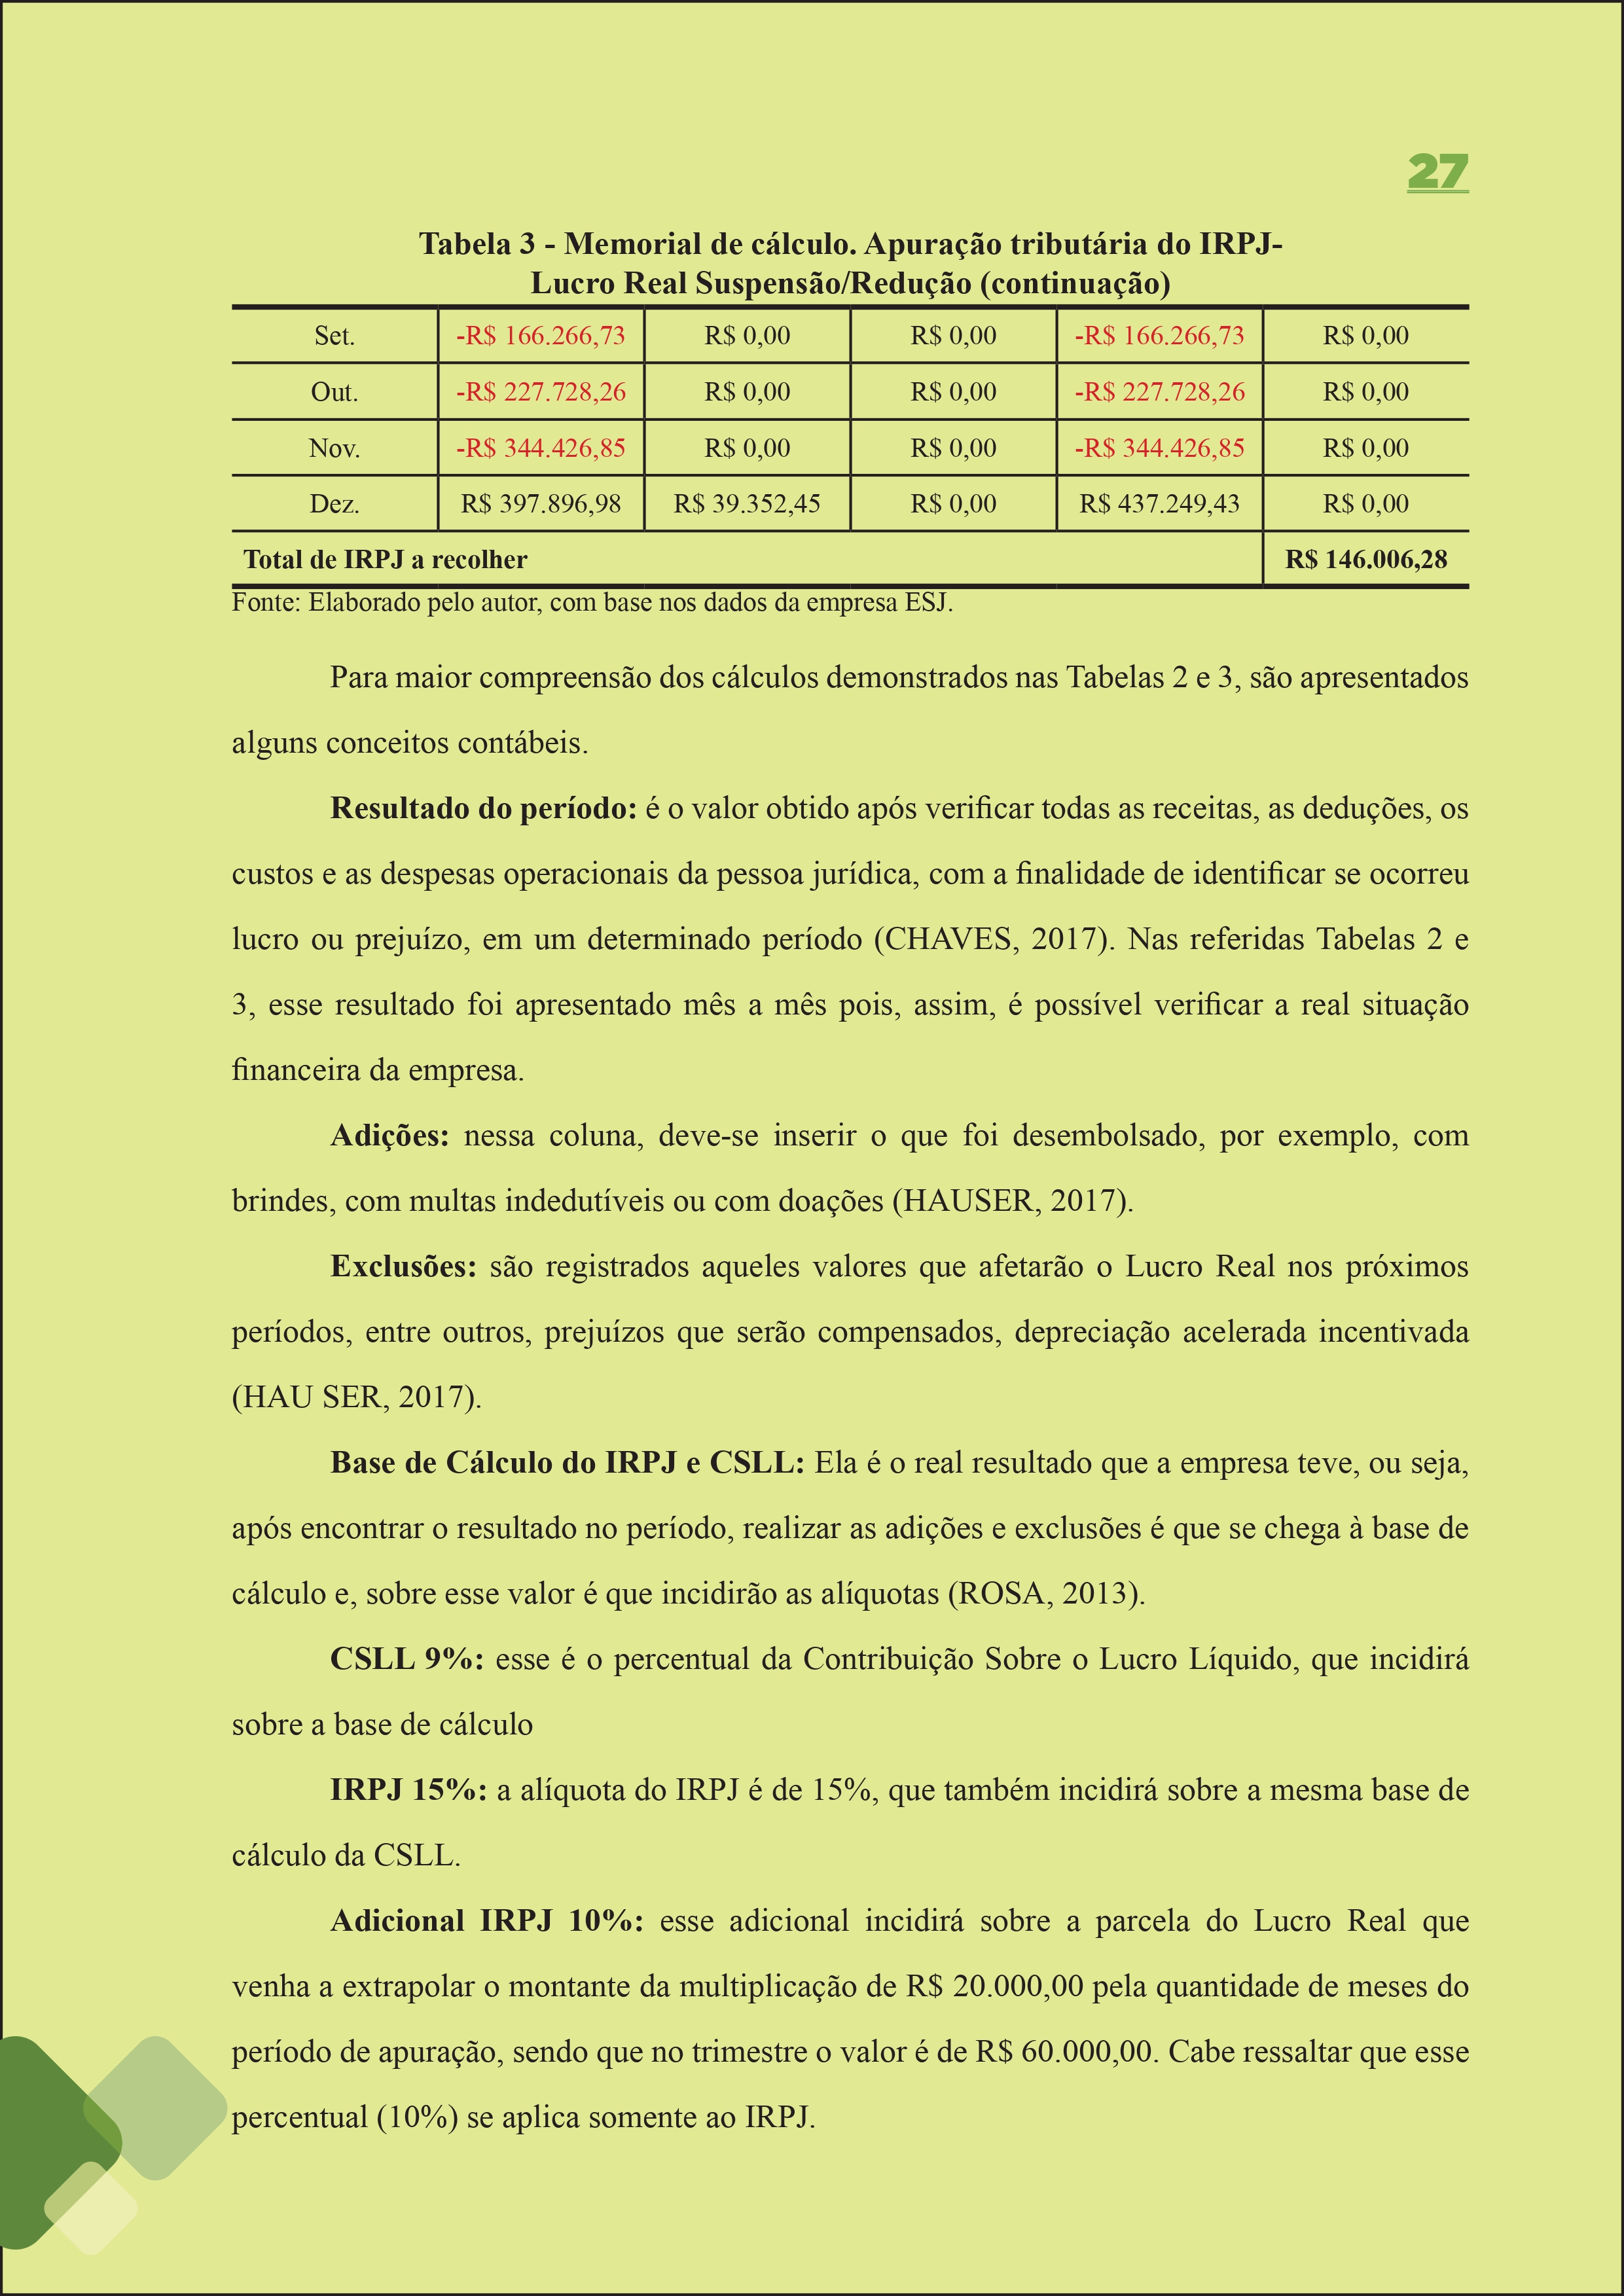 27
Tabela 3 - Memorial de cálculo. Apuração tributária do IRPJ-
Lucro Real Suspensão/Redução (continuação)
Set. -R$ 166.266,73 R$ 0,00 R$ 0,00 -R$ 166.266,73 R$ 0,00
Out. -R$ 227.728,26 R$ 0,00 R$ 0,00 -R$ 227.728,26 R$ 0,00
Nov. -R$ 344.426,85 R$ 0,00 R$ 0,00 -R$ 344.426,85 R$ 0,00
Dez. R$ 397.896,98 R$ 39.352,45 R$ 0,00 R$ 437.249,43 R$ 0,00
Total de IRPJ a recolher R$ 146.006,28
Fonte: Elaborado pelo autor, com base nos dados da empresa ESJ.
Para maior compreensão dos cálculos demonstrados nas Tabelas 2 e 3, são apresentados
alguns conceitos contábeis.
Resultado do período: é o valor obtido após verificar todas as receitas, as deduções, os
custos e as despesas operacionais da pessoa jurídica, com a finalidade de identificar se ocorreu
lucro ou prejuízo, em um determinado período (CHAVES, 2017). Nas referidas Tabelas 2 e
3, esse resultado foi apresentado mês a mês pois, assim, é possível verificar a real situação
financeira da empresa.
Adições: nessa coluna, deve-se inserir o que foi desembolsado, por exemplo, com
brindes, com multas indedutíveis ou com doações (HAUSER, 2017).
Exclusões: são registrados aqueles valores que afetarão o Lucro Real nos próximos
períodos, entre outros, prejuízos que serão compensados, depreciação acelerada incentivada
(HAU SER, 2017).
Base de Cálculo do IRPJ e CSLL: Ela é o real resultado que a empresa teve, ou seja,
após encontrar o resultado no período, realizar as adições e exclusões é que se chega à base de
cálculo e, sobre esse valor é que incidirão as alíquotas (ROSA, 2013).
CSLL 9%: esse é o percentual da Contribuição Sobre o Lucro Líquido, que incidirá
sobre a base de cálculo
IRPJ 15%: a alíquota do IRPJ é de 15%, que também incidirá sobre a mesma base de
cálculo da CSLL.
Adicional IRPJ 10%: esse adicional incidirá sobre a parcela do Lucro Real que
venha a extrapolar o montante da multiplicação de R$ 20.000,00 pela quantidade de meses do
período de apuração, sendo que no trimestre o valor é de R$ 60.000,00. Cabe ressaltar que esse
percentual (10%) se aplica somente ao IRPJ.